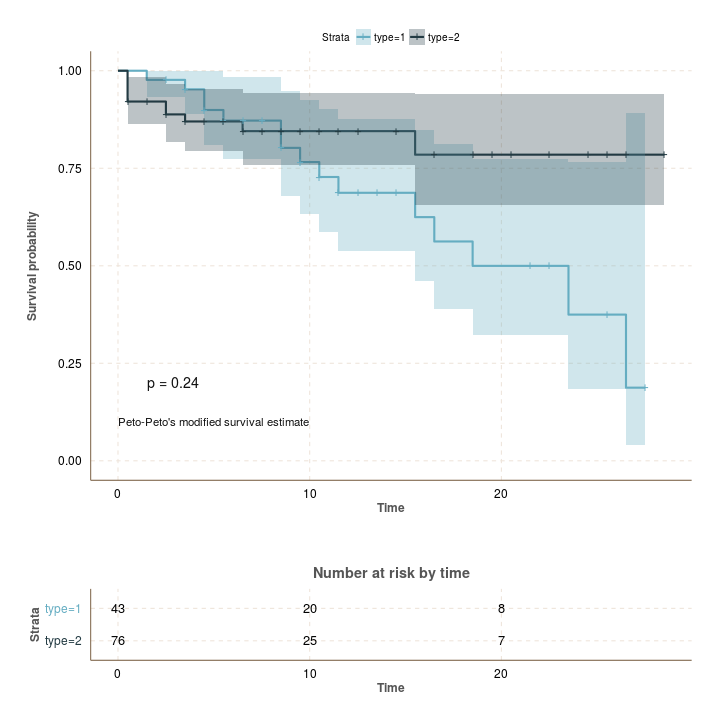 Strata type=1 type=2
1.00
0.75
0.50
0.25
0.00
Survival probability
p = 0.24
Peto-Peto's modified survival estimate
0 10 20
Time
Number at risk by time
Strata
type=1 43 20 8
type=2 76 25 7
0 10 20
Time